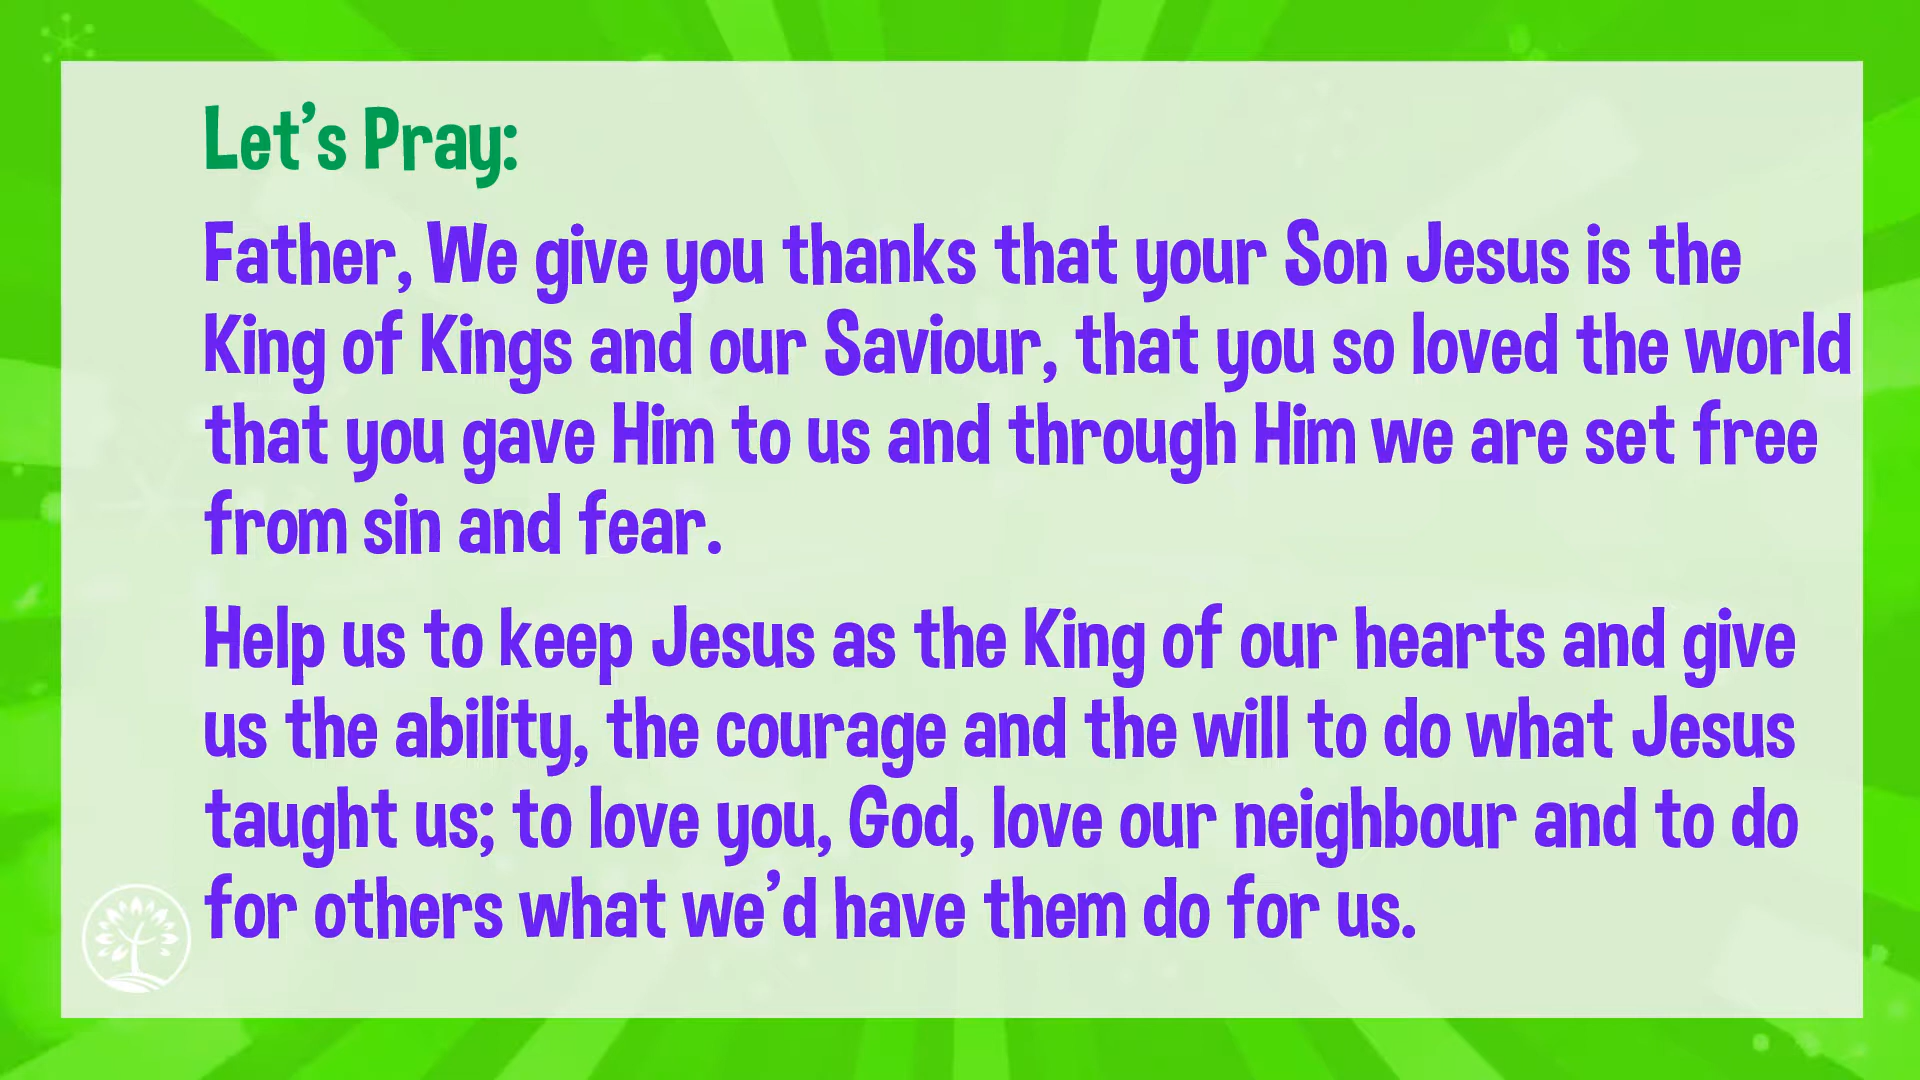 Let's Pray:
Father, We give you thanks that your Son Jesus is the
King of Kings and our Saviour, that you so loved the world
that you gave Him to us and through Him we are set free
from sin and fear.
Help us to keep Jesus as the King of our hearts and give
us the ability, the courage and the will to do what Jesus
taught us; to love you, God, love our neighbour and to do
for others what we'd have them do for us.